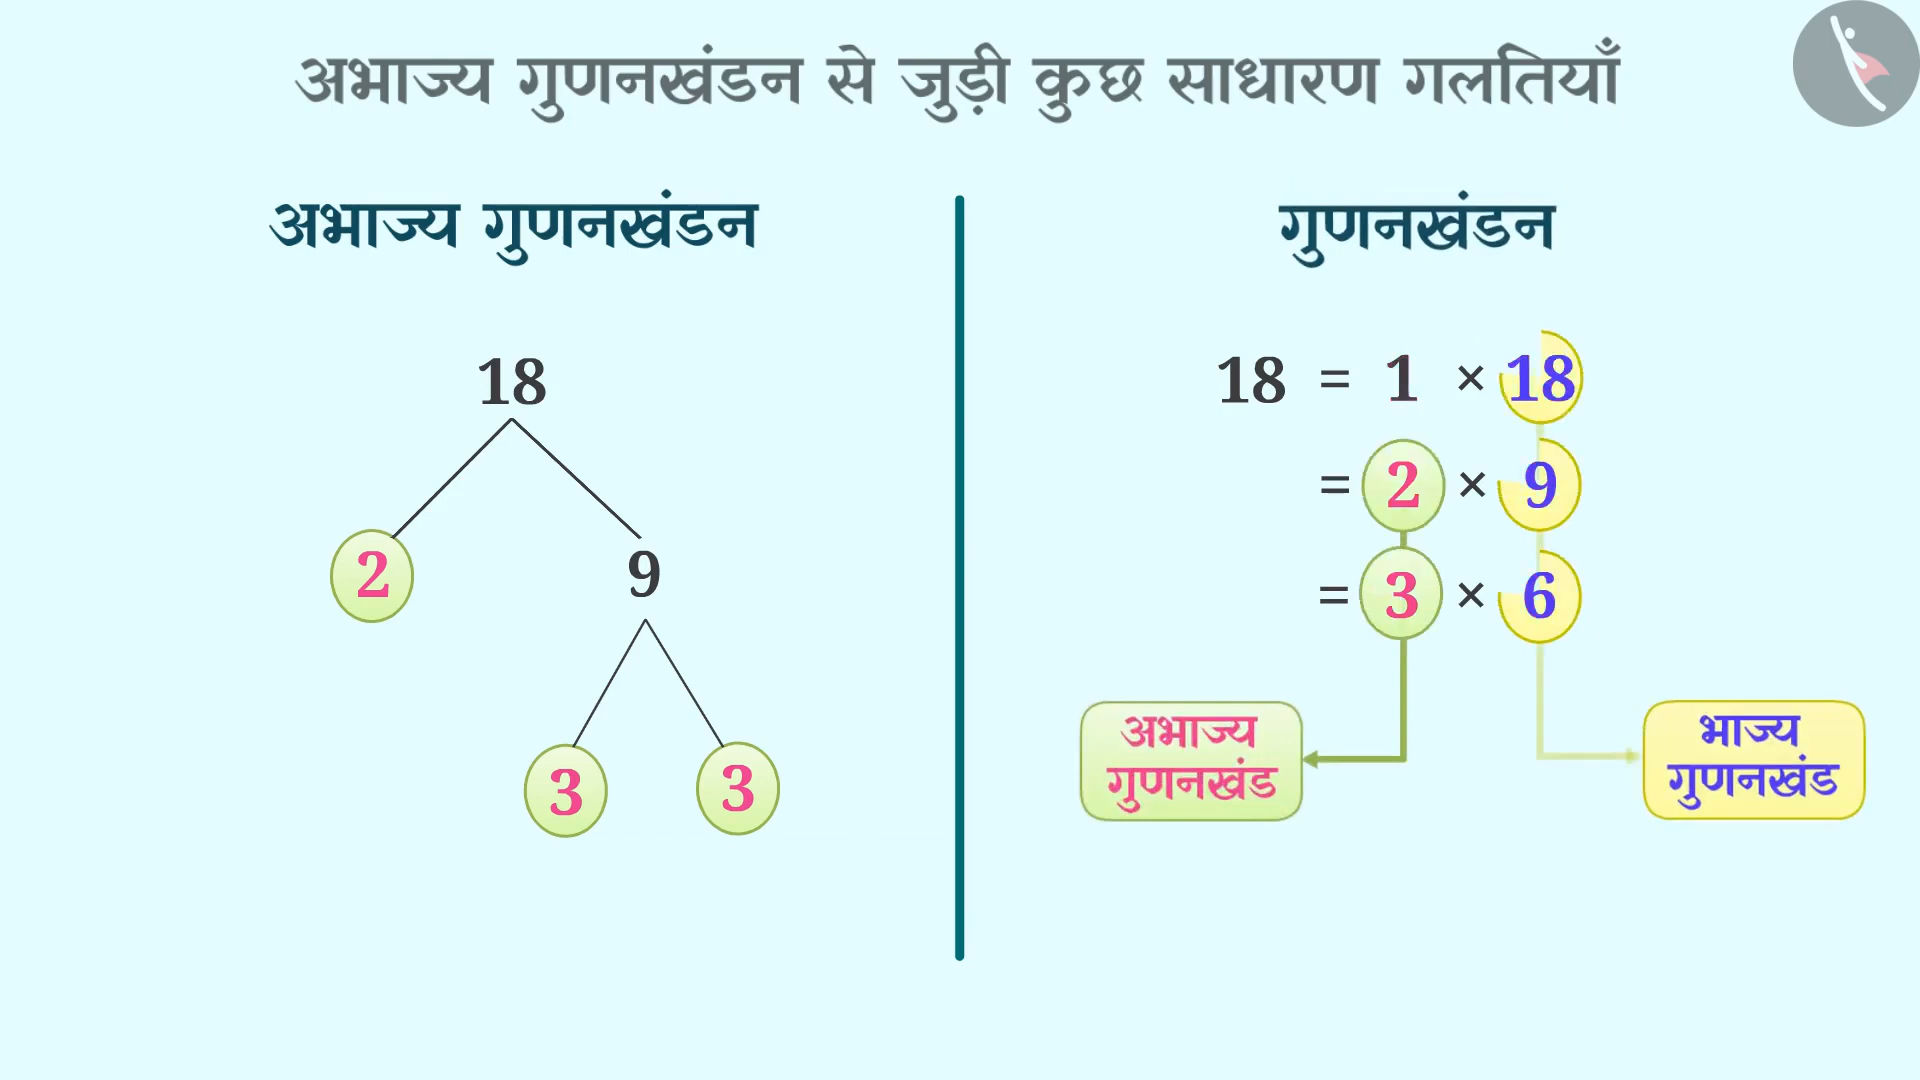 अभाज्य गुणनखंडन से जुड़ी कुछ साधारण गलतियाँ
अभाज्य गुणनखंडन
18
2
9
3
3
गुणनखंडन
18 = 1 × 18
= 2 × 9
= 3 × 6
अभाज्य
गुणनखंड
भाज्य
गुणनखंड